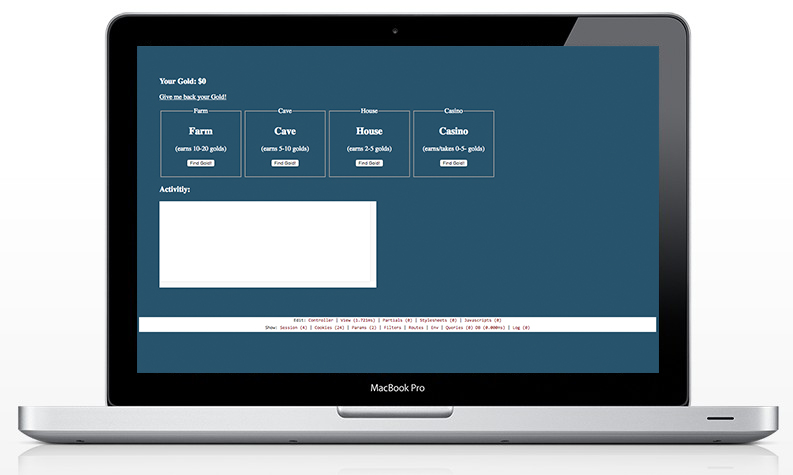 Your Gold: $0
Give me back your Gold!
Farm Cave House Casino
Farm Cave House Casino
(earns 10-20 golds) (earns 5-10 golds) (earns 2-5 golds) (earns/takes 0-5- golds)
Find Gold! Find Gold! Find Gold! Find Gold!
Activitiy:
Edit: Controller | View (5.721ms) | Partials (0) | Stylesheets (0) | Javascripts (0)
Show: Session (4) | Cookies (24) | Params (2) | Filters | Routes | Env | Queries (0) DB (0.000ms) | Log (0)
MacBook Pro